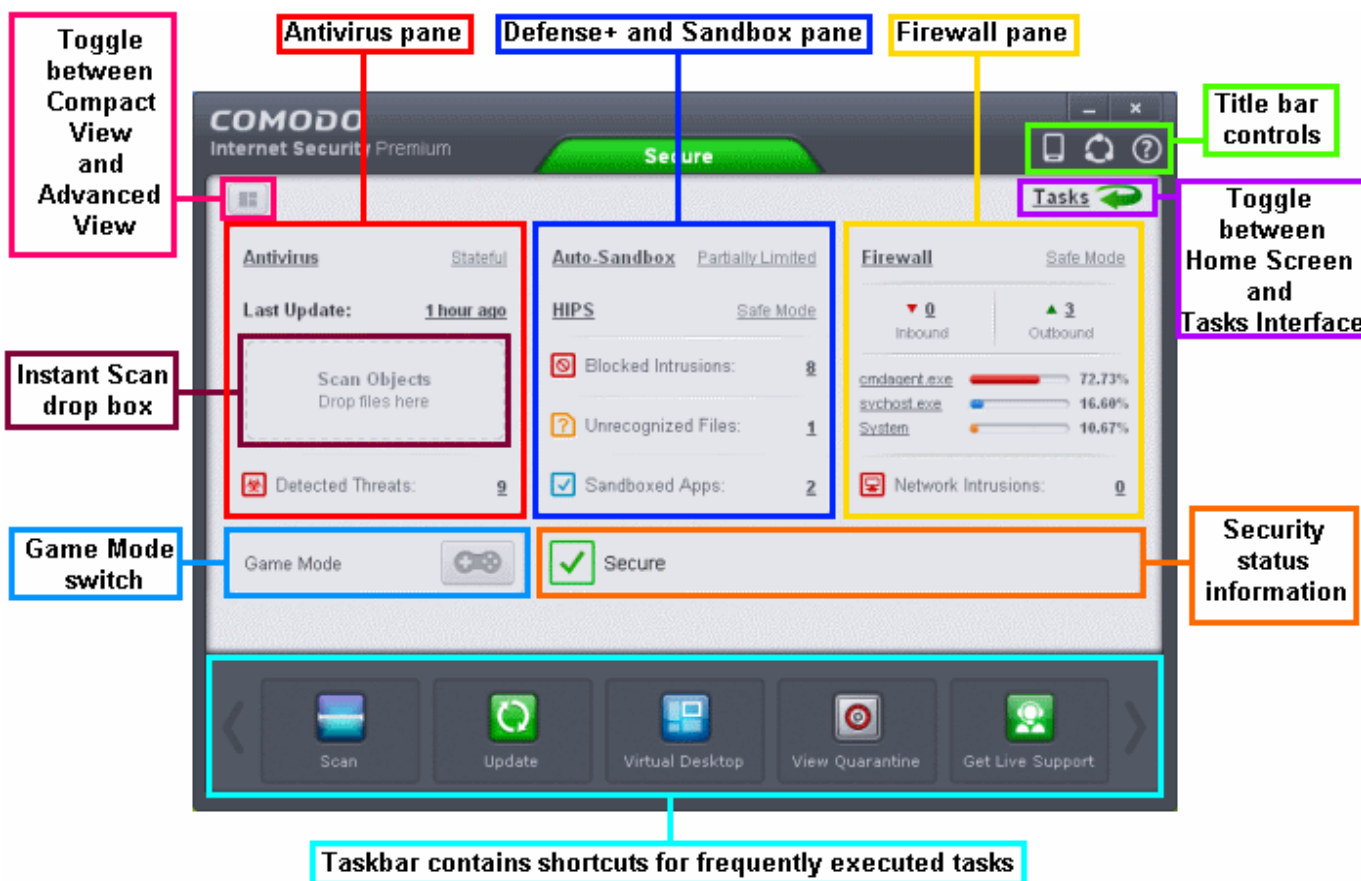 Toggle
between
Compact
View
and
Advanced
View
Antivirus pane
Defense+ and Sandbox pane
Firewall pane
Title bar
controls
Toggle
between
Home Screen
and
Tasks Interface
Instant Scan
drop box
Game Mode
switch
Security
status
information
COMODO
Internet Security Premium
Secure
Tasks
Antivirus Stateful
Last Update: 1 hour ago
Scan Objects
Drop files here
Detected Threats: 9
Auto-Sandbox Partially Limited
HIPS Safe Mode
Blocked Intrusions: 8
Unrecognized Files: 1
Sandboxed Apps: 2
Firewall Safe Mode
0 3
Inbound Outbound
cmdagent.exe 72.73%
svchost.exe 16.60%
System 10.67%
Network Intrusions: 0
Game Mode
Secure
Scan
Update
Virtual Desktop
View Quarantine
Get Live Support
Taskbar contains shortcuts for frequently executed tasks